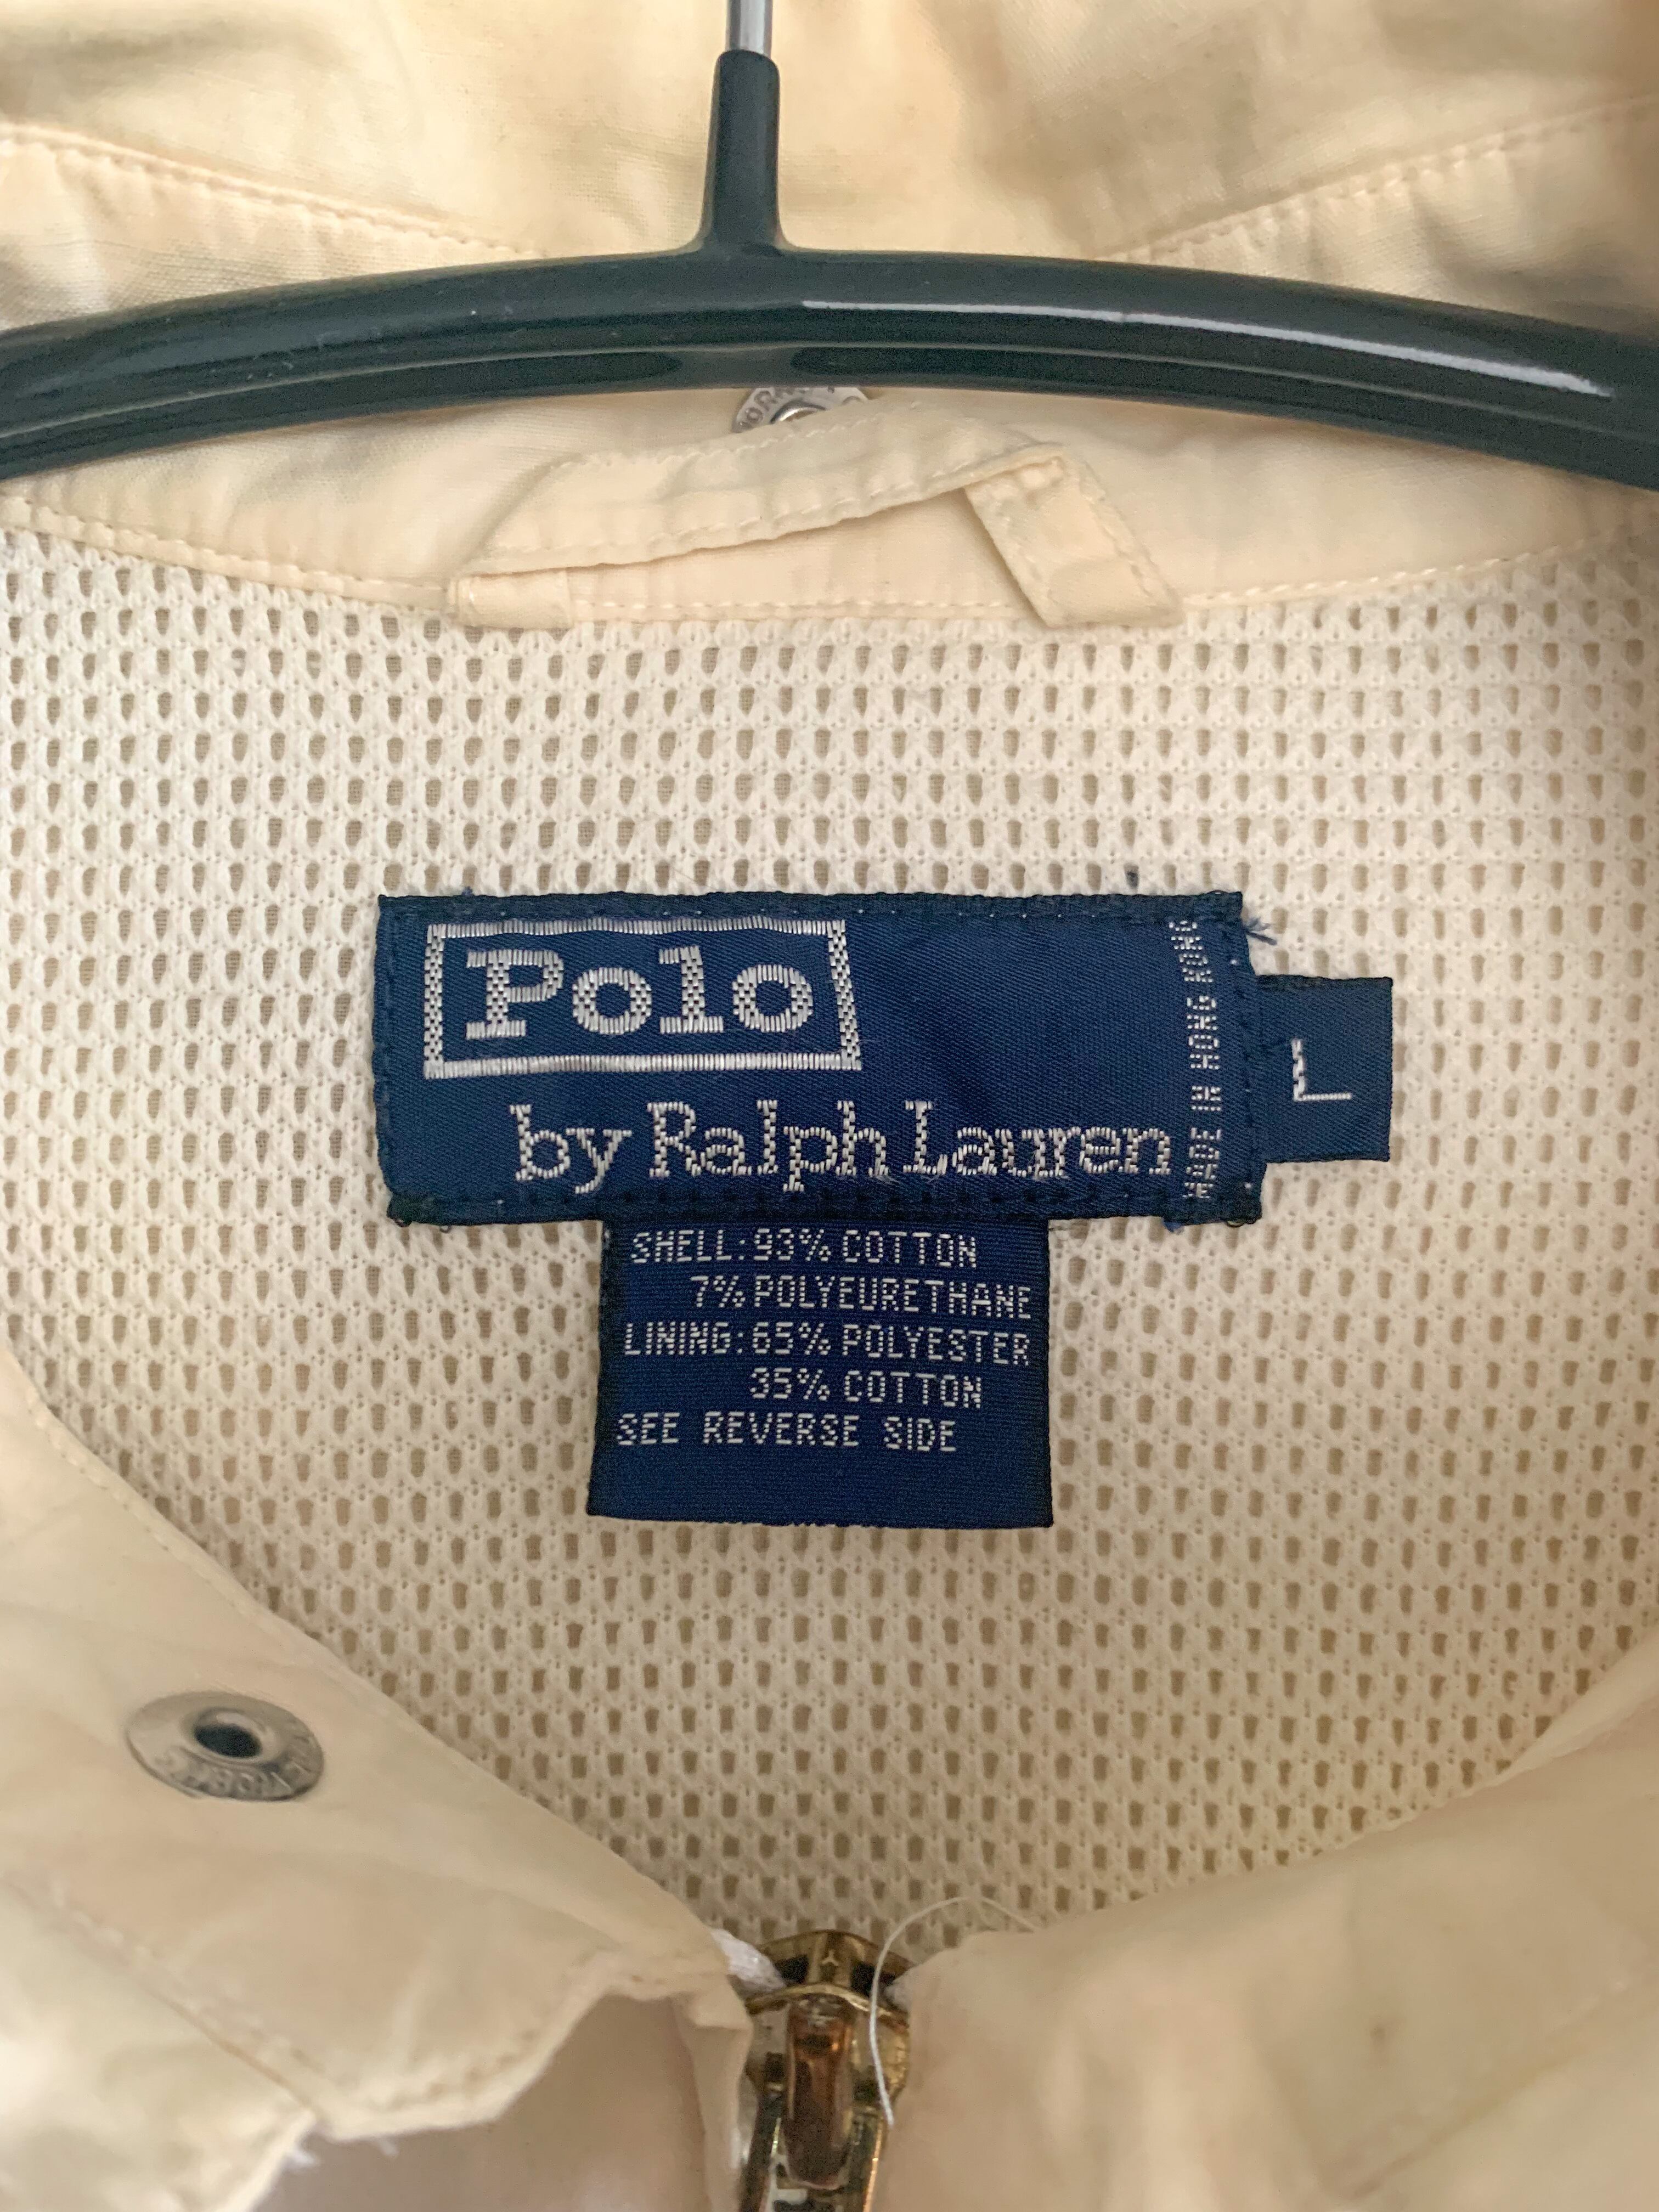 Polo
by Ralph Lauren
MADE IN HONG KONG
L
SHELL: 93% COTTON
7% POLYEURETHANE
LINING: 65% POLYESTER
35% COTTON
SEE REVERSE SIDE